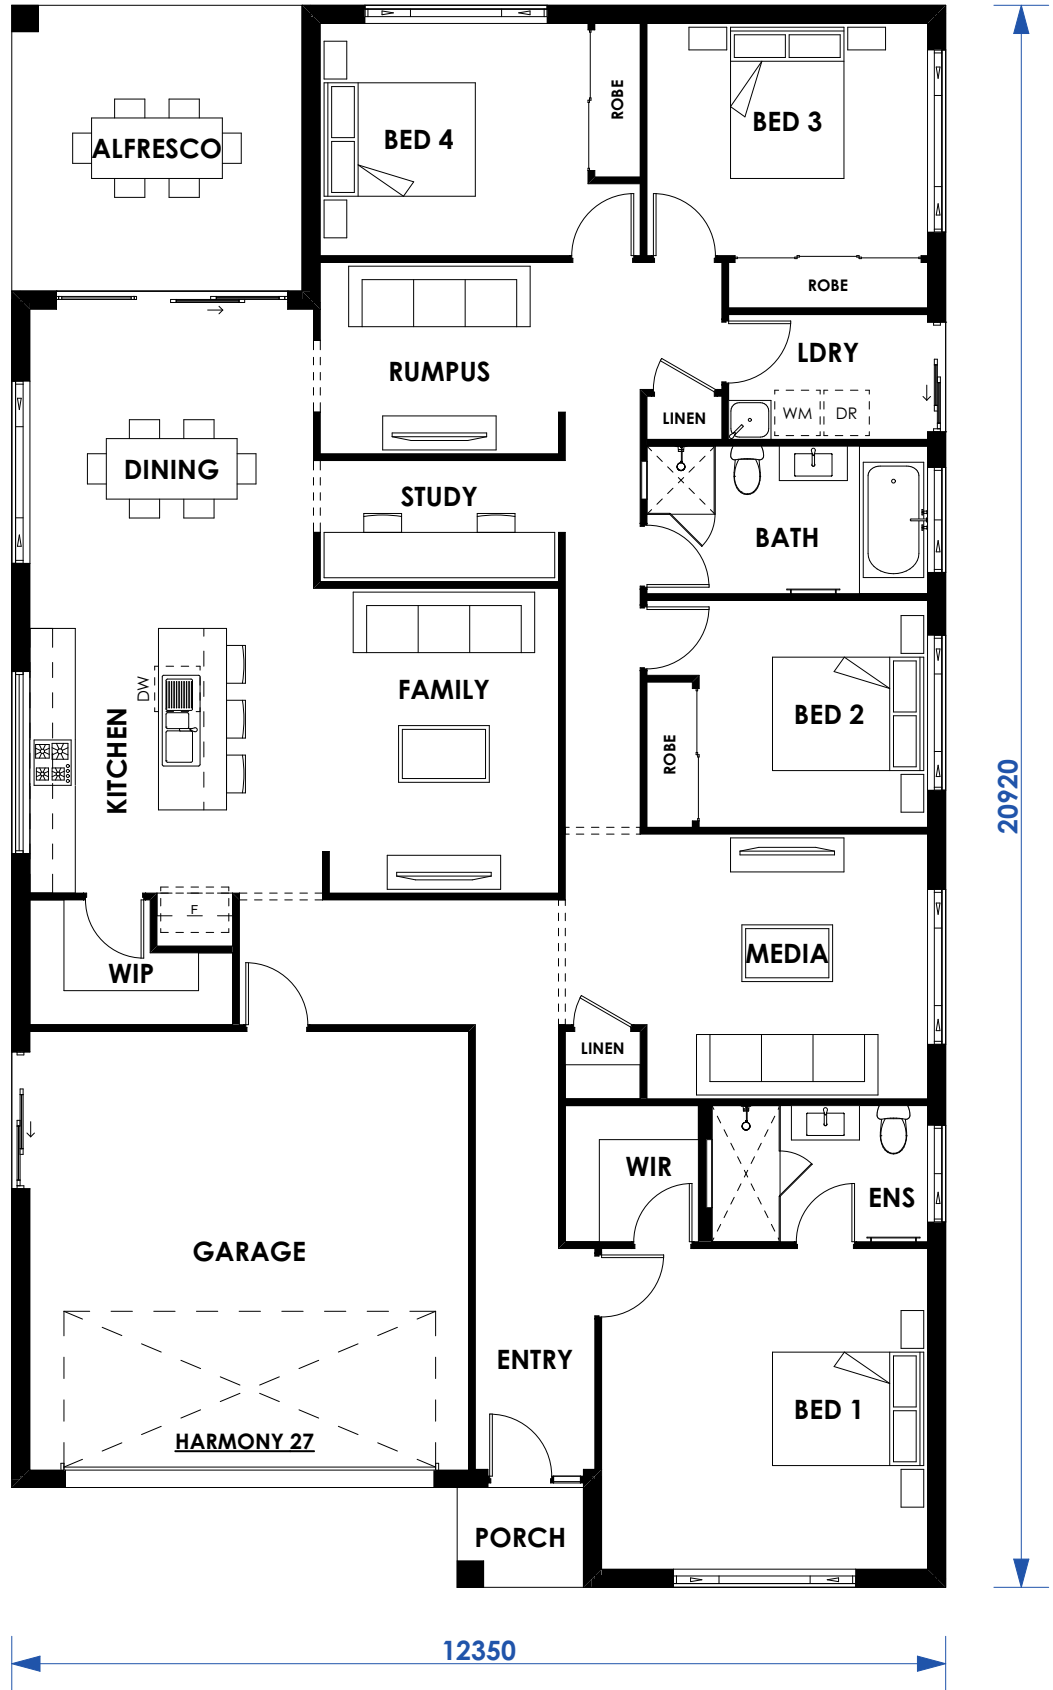 ROBE
BED 3
BED 4
ALFRESCO
ROBE
LDRY
RUMPUS
LINEN
WM
DR
DINING
STUDY
BATH
DW
FAMILY
BED 2
KITCHEN
ROBE
20920
F
MEDIA
WIP
LINEN
WIR
ENS
GARAGE
ENTRY
BED 1
HARMONY 27
PORCH
12350